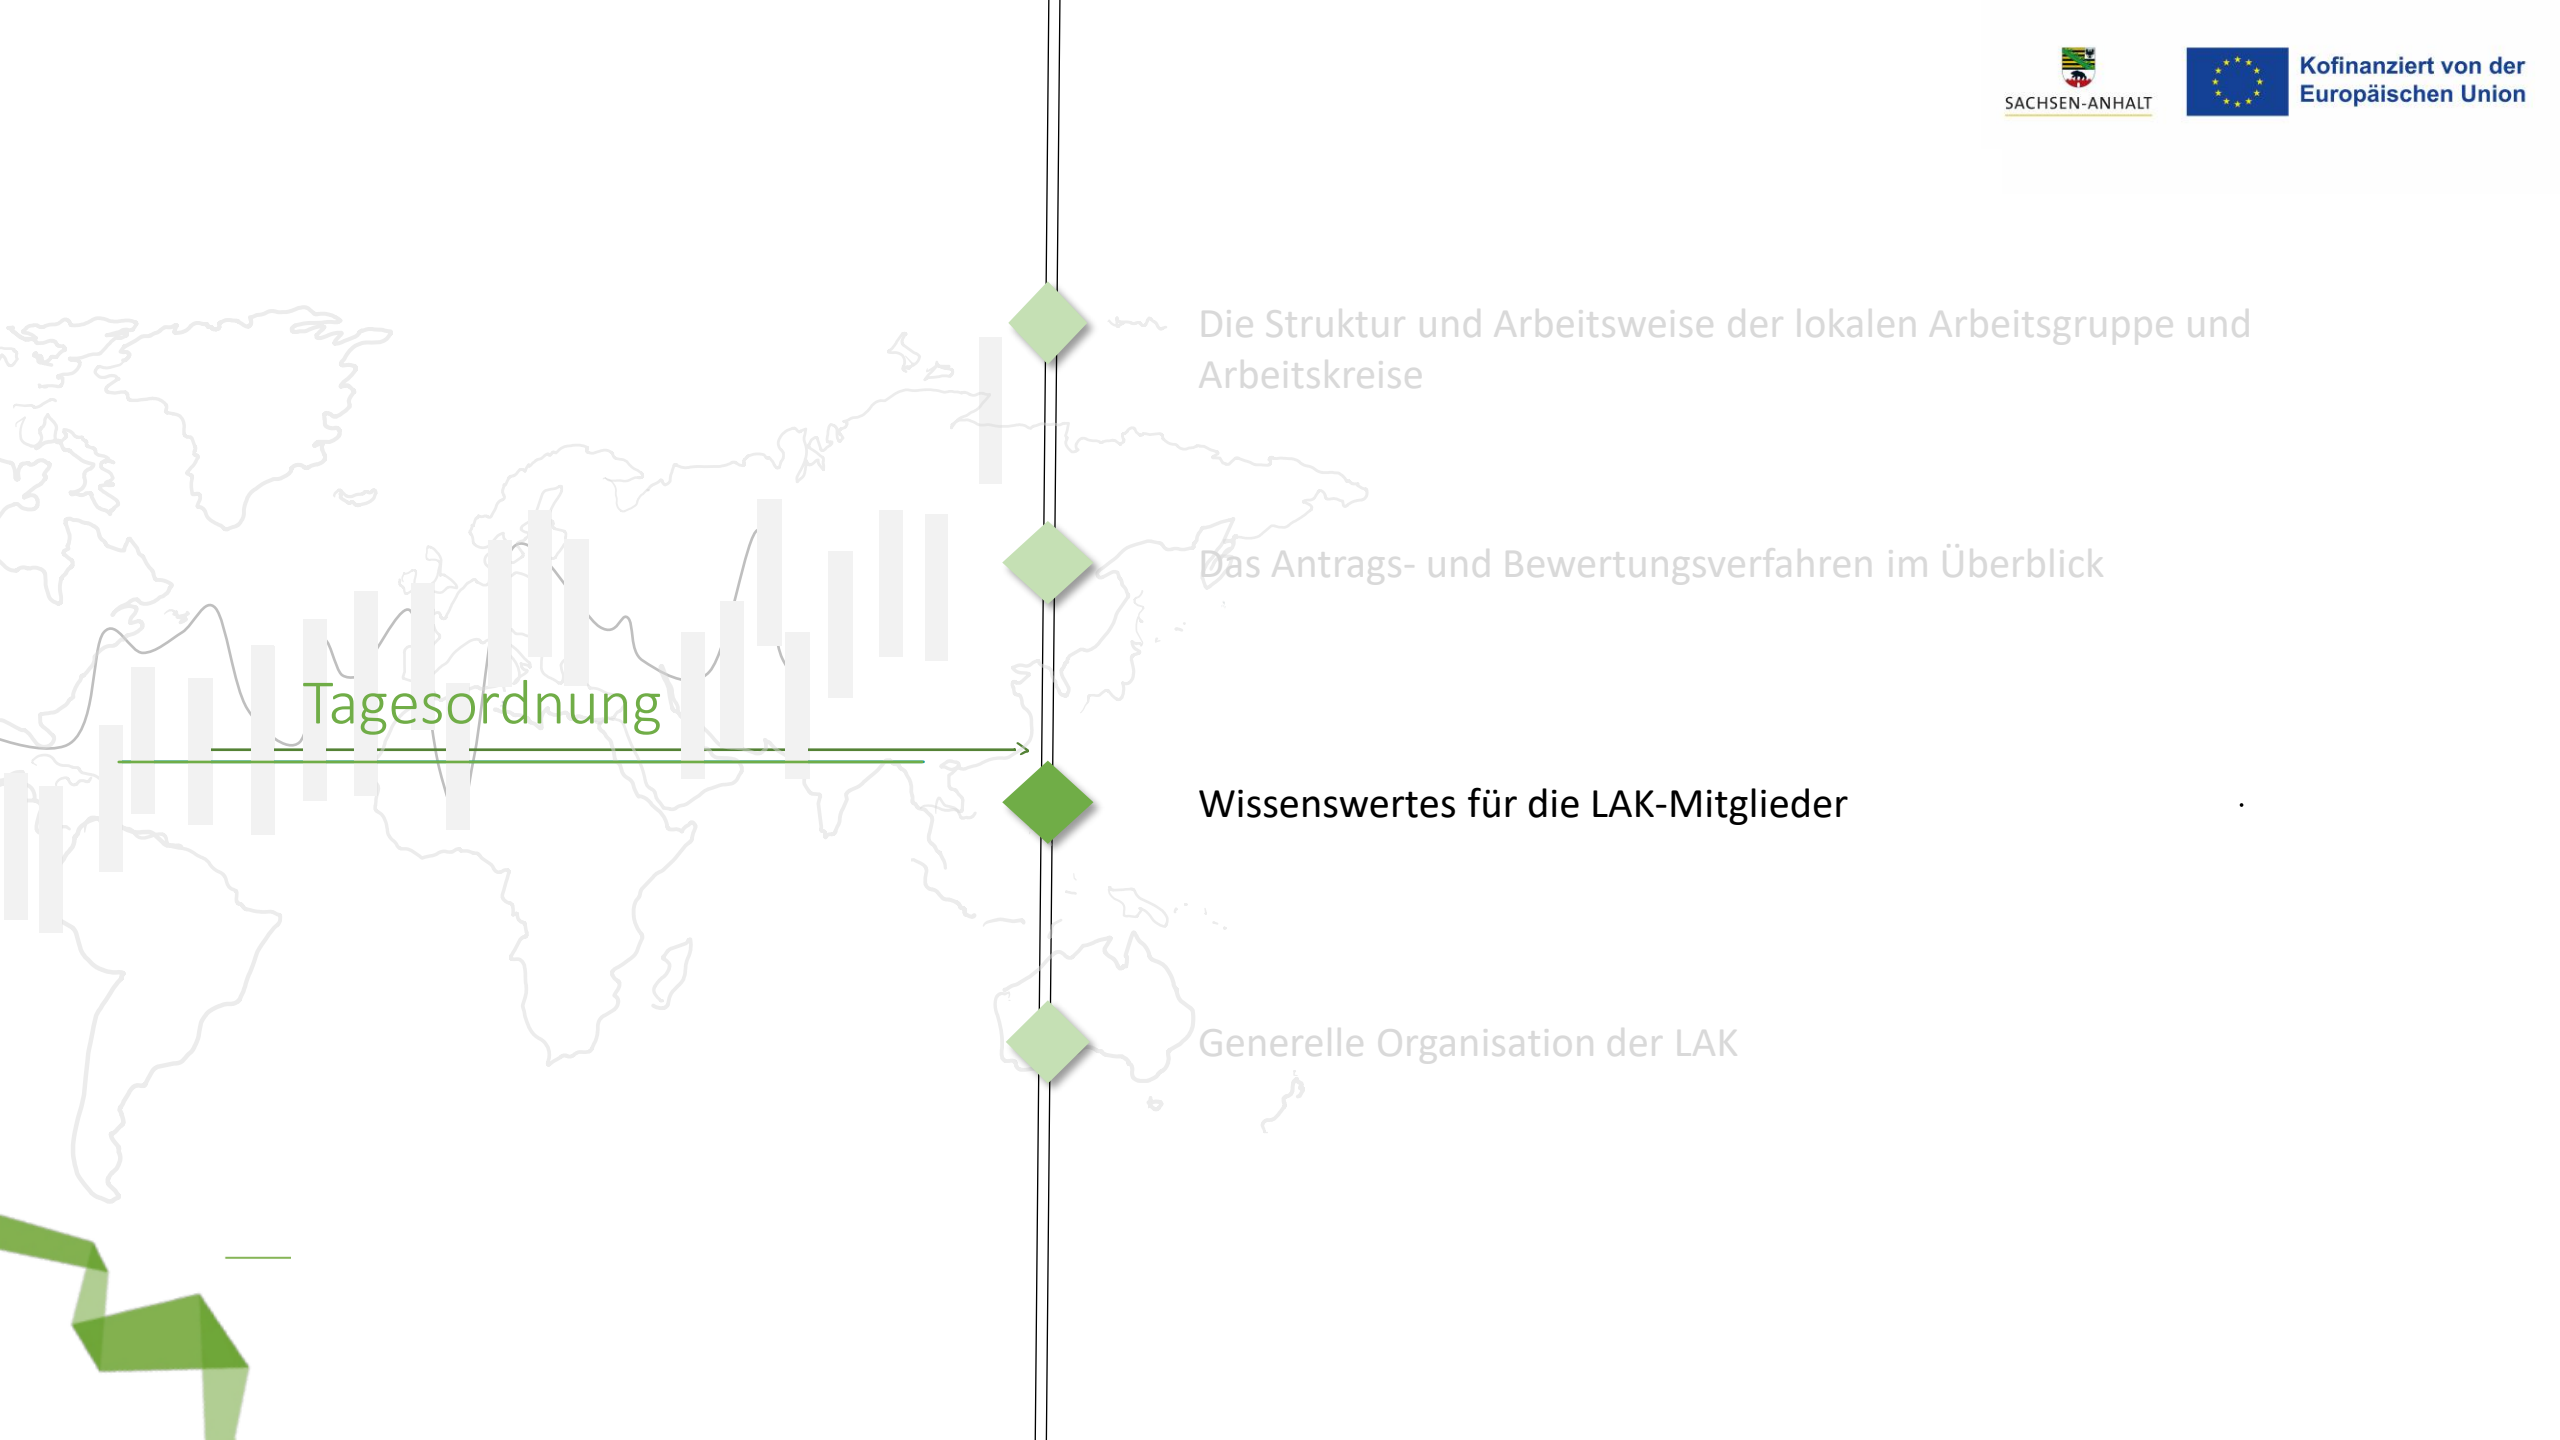 SACHSEN-ANHALT
Kofinanziert von der
Europäischen Union
Die Struktur und Arbeitsweise der lokalen Arbeitsgruppe und
Arbeitskreise
Das Antrags- und Bewertungsverfahren im Überblick
Tagesordnung
Wissenswertes für die LAK-Mitglieder .
Generelle Organisation der LAK